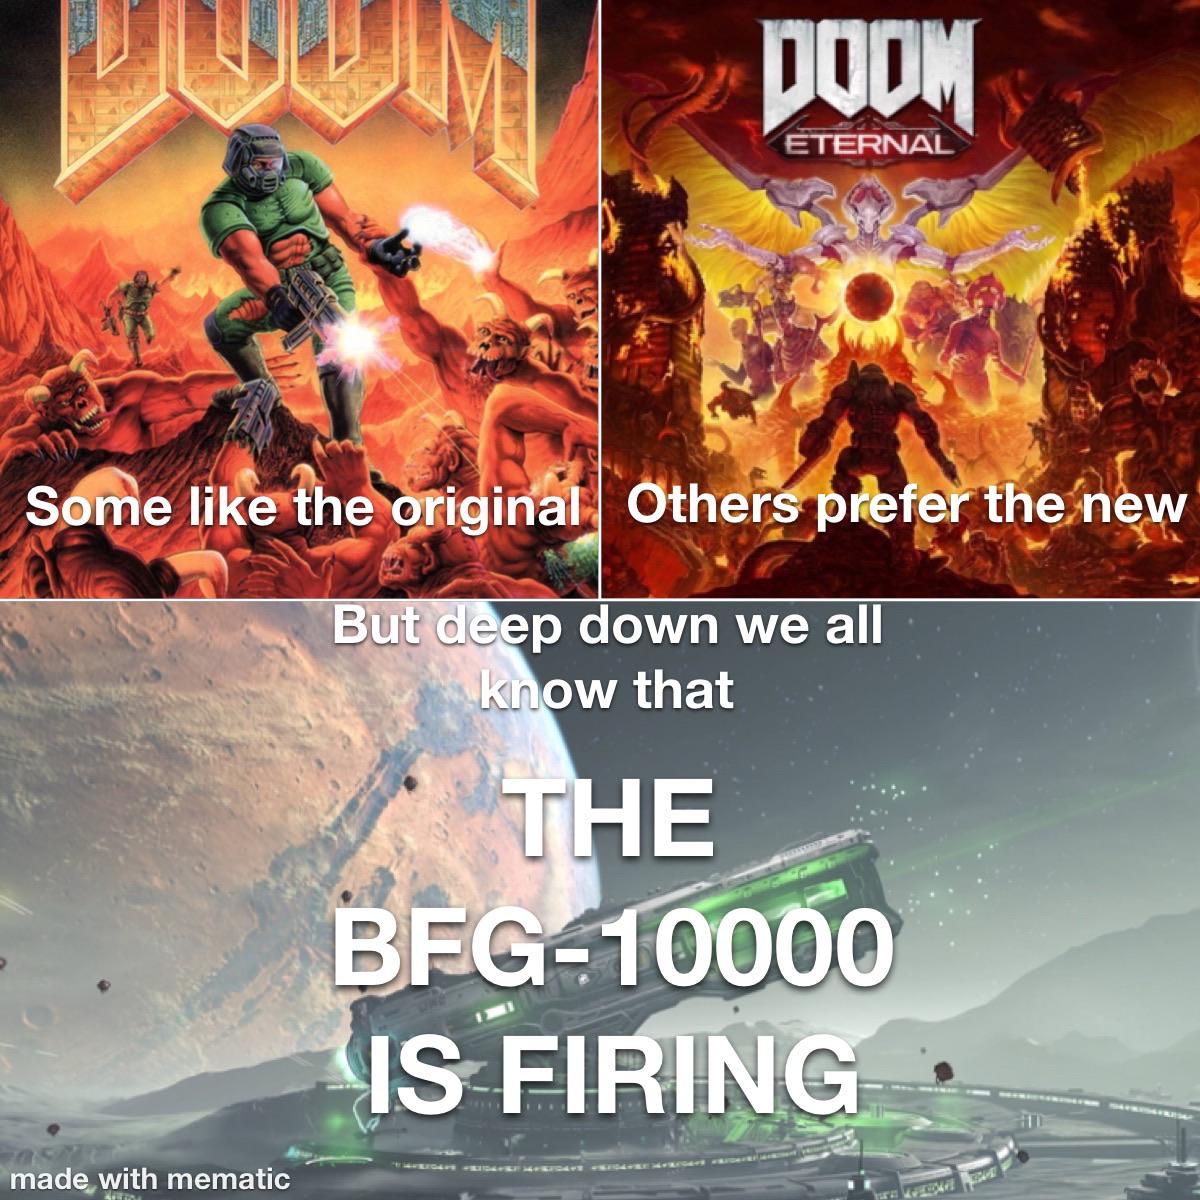 DOOM
DOOM
ETERNAL
Some like the original
Others prefer the new
But deep down we all
know that
THE
BFG-10000
IS FIRING
made with mematic